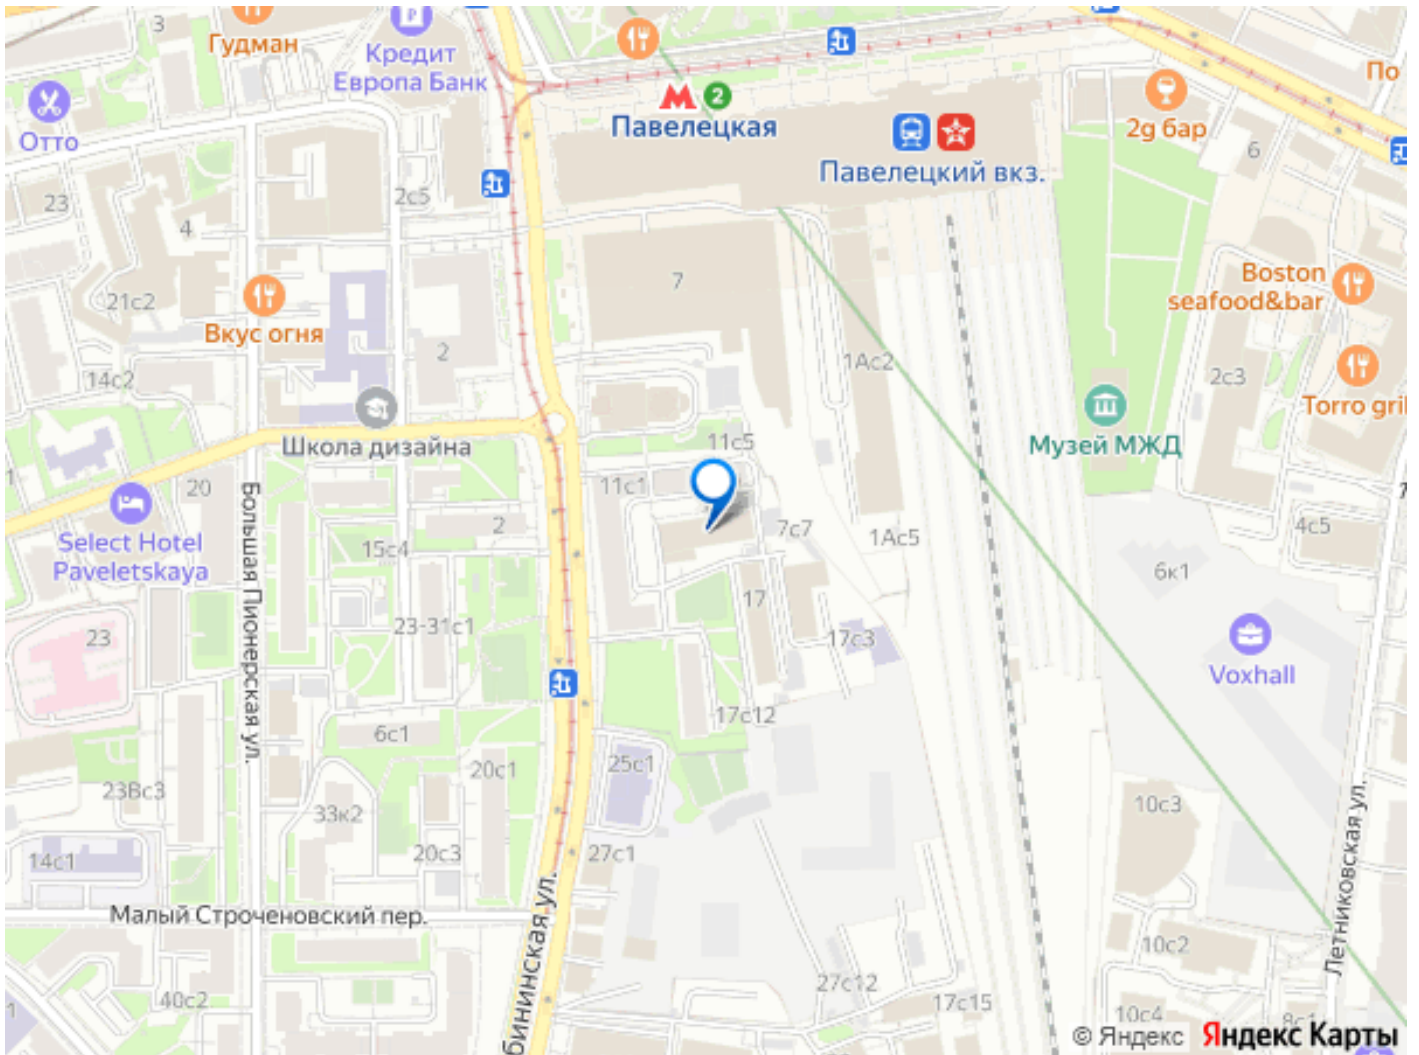 3
Гудман
Кредит
Европа Банк
Отто
2
Павелецкая
Павелецкий вкз.
По
2g бар
6
23
2с5
4
21с2
Вкус огня
2
7
Boston
seafood&bar
14с2
1Ас2
2с3
Torro gril
Школа дизайна
11с5
Музей МЖД
20
11с1
Большая Пионерская ул.
Select Hotel
Paveletskaya
15с4
2
7с7
1Ас5
4с5
6к1
23
23-31с1
17
17с3
Voxhall
6с1
17с12
20с1
25с1
23Вс3
33к2
10с3
14с1
20с3
27с1
Малый Строченовский пер.
бининская ул.
Летниковская ул.
10с2
40с2
27с12
17с15
10с4
8с1
© Яндекс Яндекс Карты